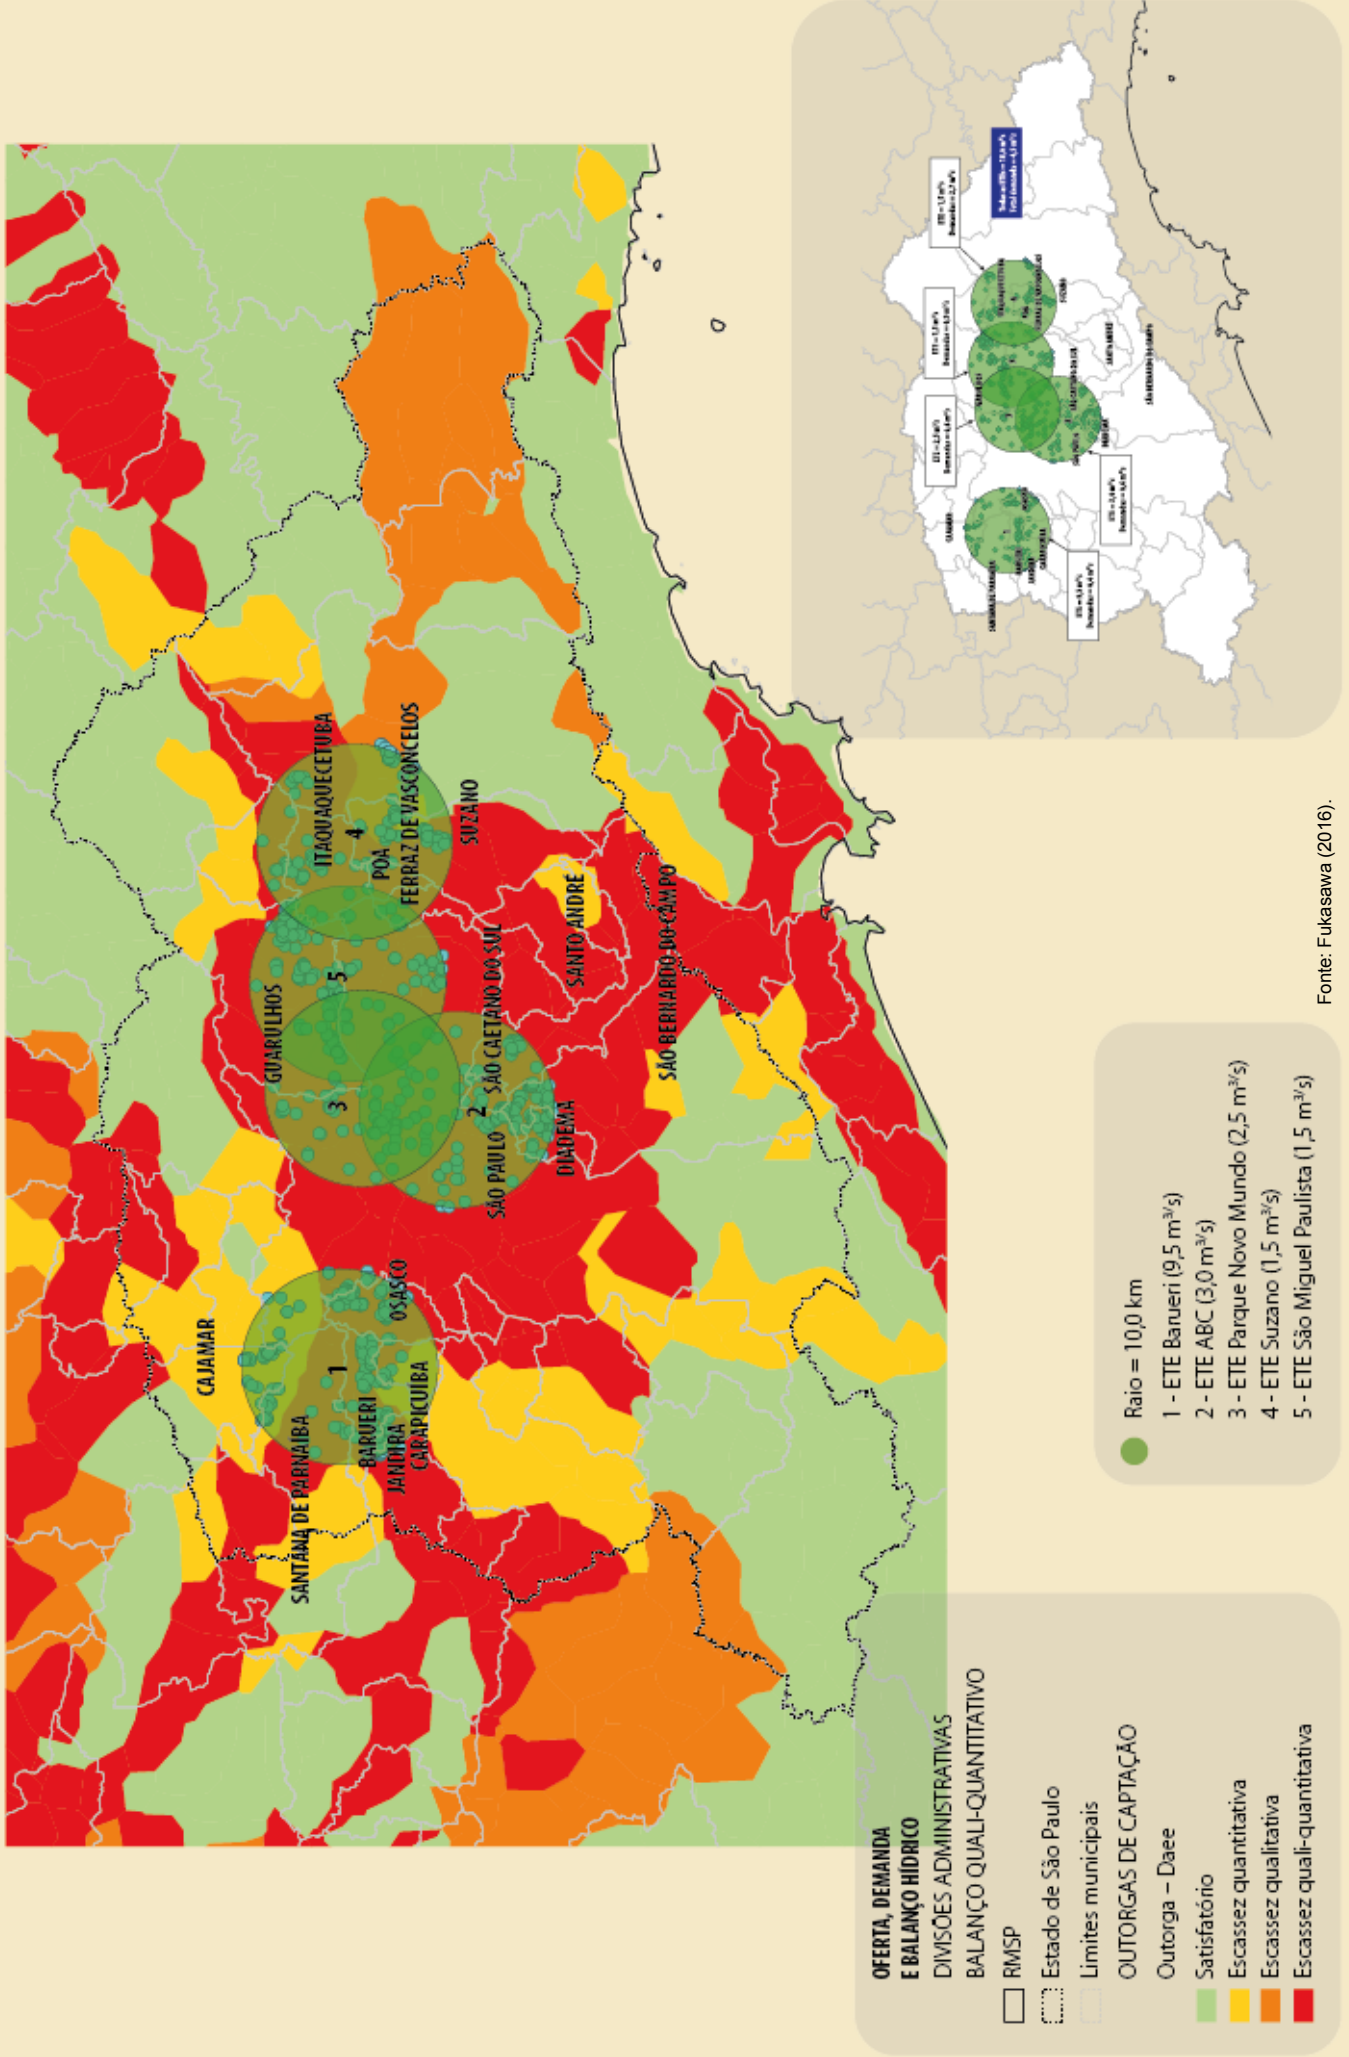 CAJAMAR
SANTANA DE PARNAÍBA
1
BARUERI
JANDIRA
CARAPICUÍBA
OSASCO
GUARULHOS
3
5
2
SÃO PAULO
SÃO CAETANO DO SUL
DIADEMA
ITAQUAQUECETUBA
4
POA
FERRAZ DE VASCONCELOS
SUZANO
SANTO ANDRÉ
SÃO BERNARDO DO CAMPO
OFERTA, DEMANDA
E BALANÇO HÍDRICO
DIVISÕES ADMINISTRATIVAS
BALANÇO QUALI-QUANTITATIVO
RMSP
Estado de São Paulo
Limites municipais
OUTORGAS DE CAPTAÇÃO
Outorga – Daee
Satisfatório
Escassez quantitativa
Escassez qualitativa
Escassez quali-quantitativa
Raio = 10,0 km
1 - ETE Barueri (9,5 m³/s)
2 - ETE ABC (3,0 m³/s)
3 - ETE Parque Novo Mundo (2,5 m³/s)
4 - ETE Suzano (1,5 m³/s)
5 - ETE São Miguel Paulista (1,5 m³/s)
Fonte: Fukasawa (2016).